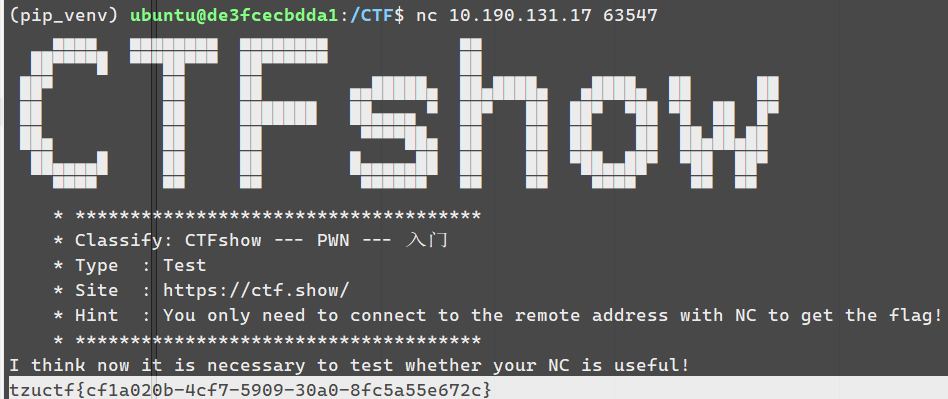 (pip_venv) ubuntu@de3fcecbdda1:/CTF$ nc 10.190.131.17 63547
CTFshow
* *************************************
* Classify: CTFshow --- PWN --- 入门
* Type  : Test
* Site  : https://ctf.show/
* Hint  : You only need to connect to the remote address with NC to get the flag!
* *************************************
I think now it is necessary to test whether your NC is useful!
tzuctf{cf1a020b-4cf7-5909-30a0-8fc5a55e672c}